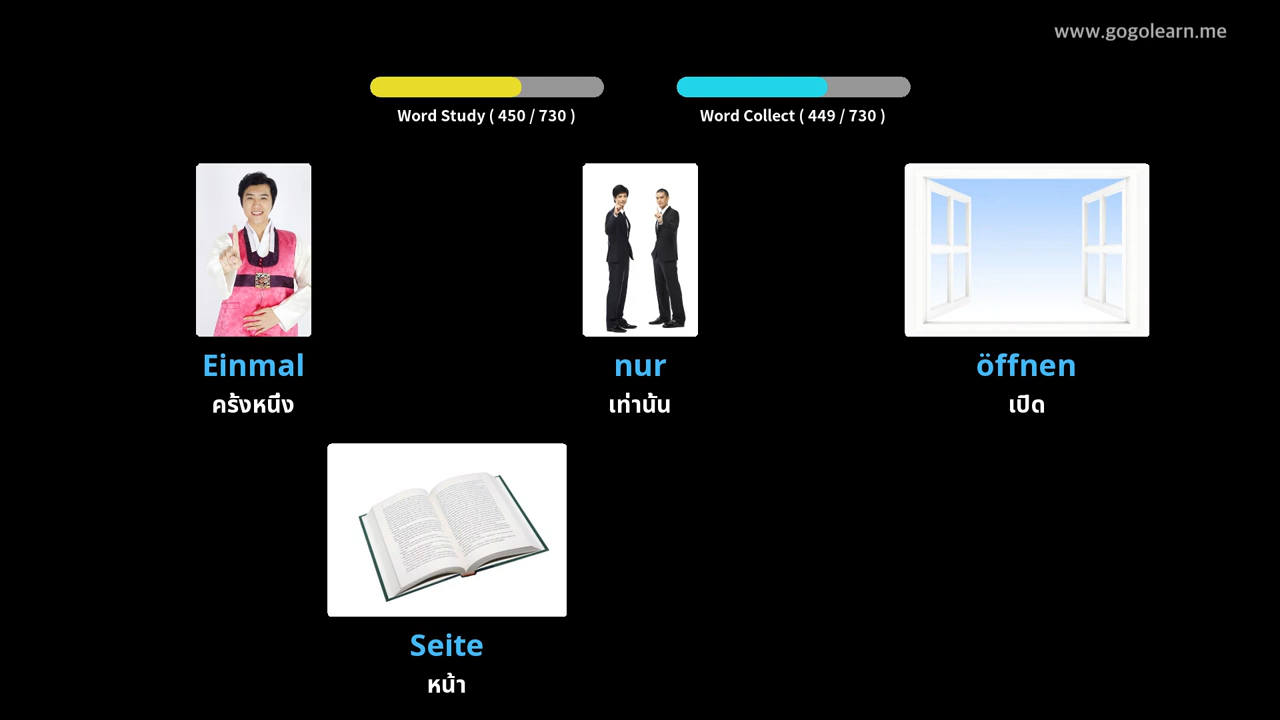 www.gogolearn.me
Word Study ( 450 / 730 )
Word Collect ( 449 / 730 )
Einmal
ครั้งหนึ่ง
nur
เท่านั้น
öffnen
เปิด
Seite
หน้า